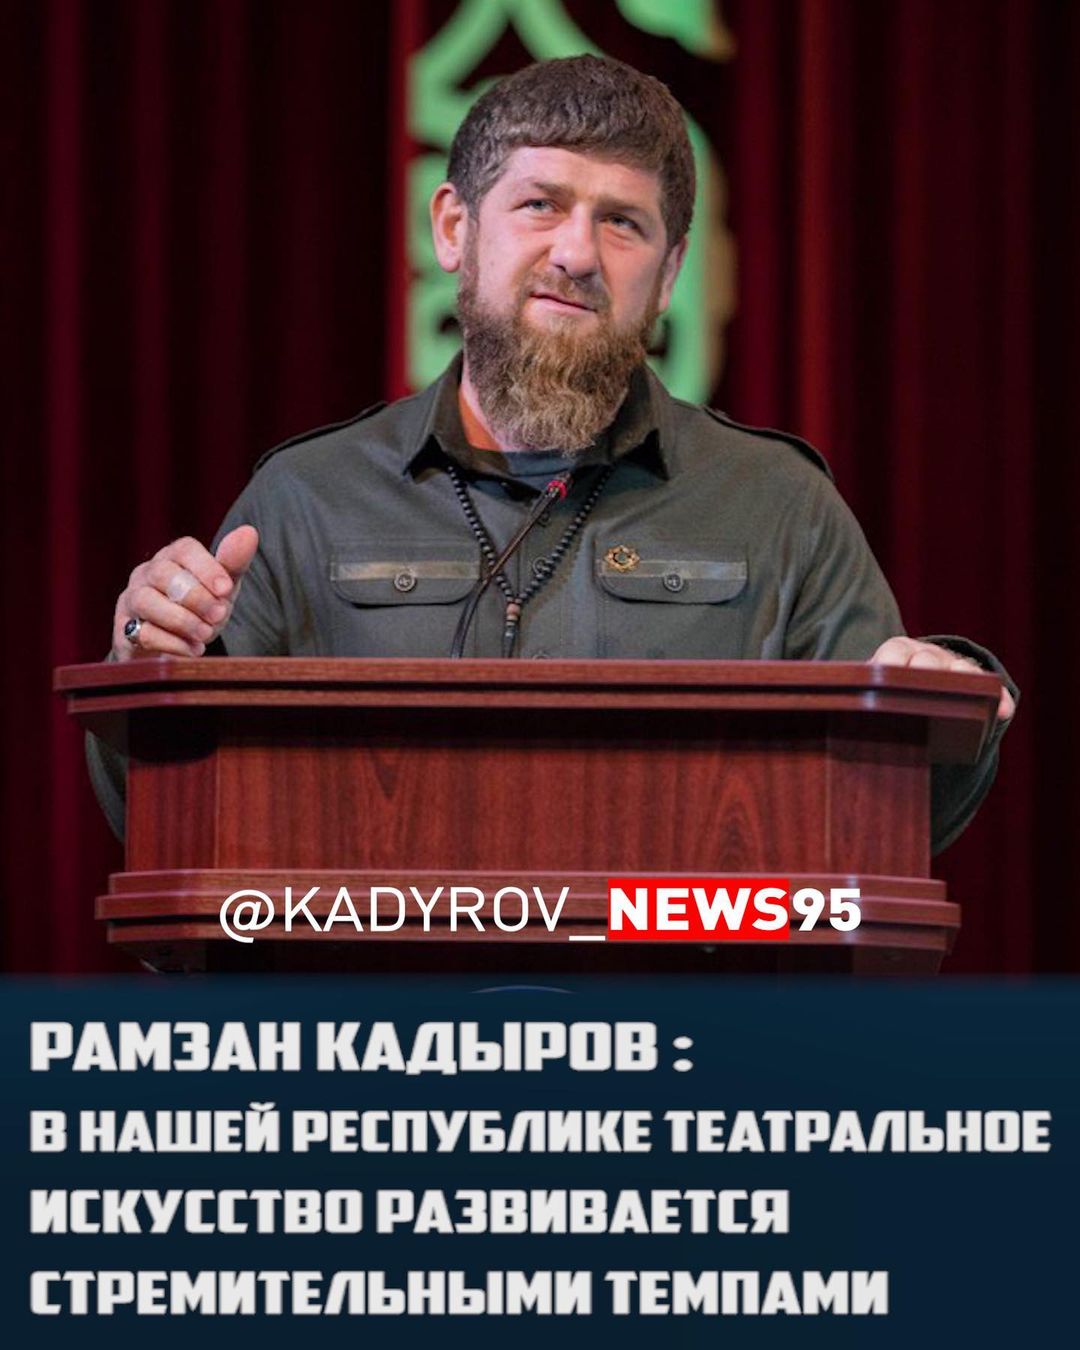 @KADYROV_NEWS95
РАМЗАН КАДЫРОВ :
В НАШЕЙ РЕСПУБЛИКЕ ТЕАТРАЛЬНОЕ
ИСКУССТВО РАЗВИВАЕТСЯ
СТРЕМИТЕЛЬНЫМИ ТЕМПАМИ